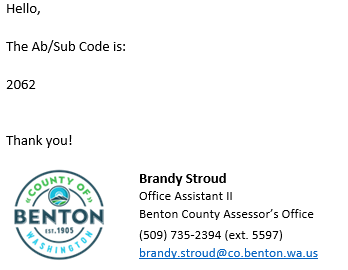 Hello,
The Ab/Sub Code is:
2062
Thank you!
COUNTY OF
BENTON
EST.1905
WASHINGTON
Brandy Stroud
Office Assistant II
Benton County Assessor's Office
(509) 735-2394 (ext. 5597)
brandy.stroud@co.benton.wa.us